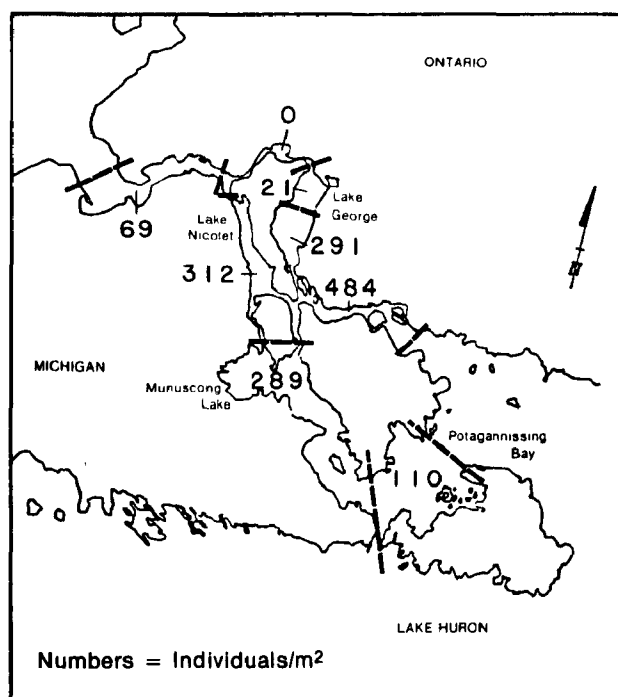 ONTARIO
0
21
Lake
George
69
Lake
Nicolet
291
312
484
MICHIGAN
289
Munuscong
Lake
Potagannissing
Bay
110
LAKE HURON
Numbers = Individuals/m²